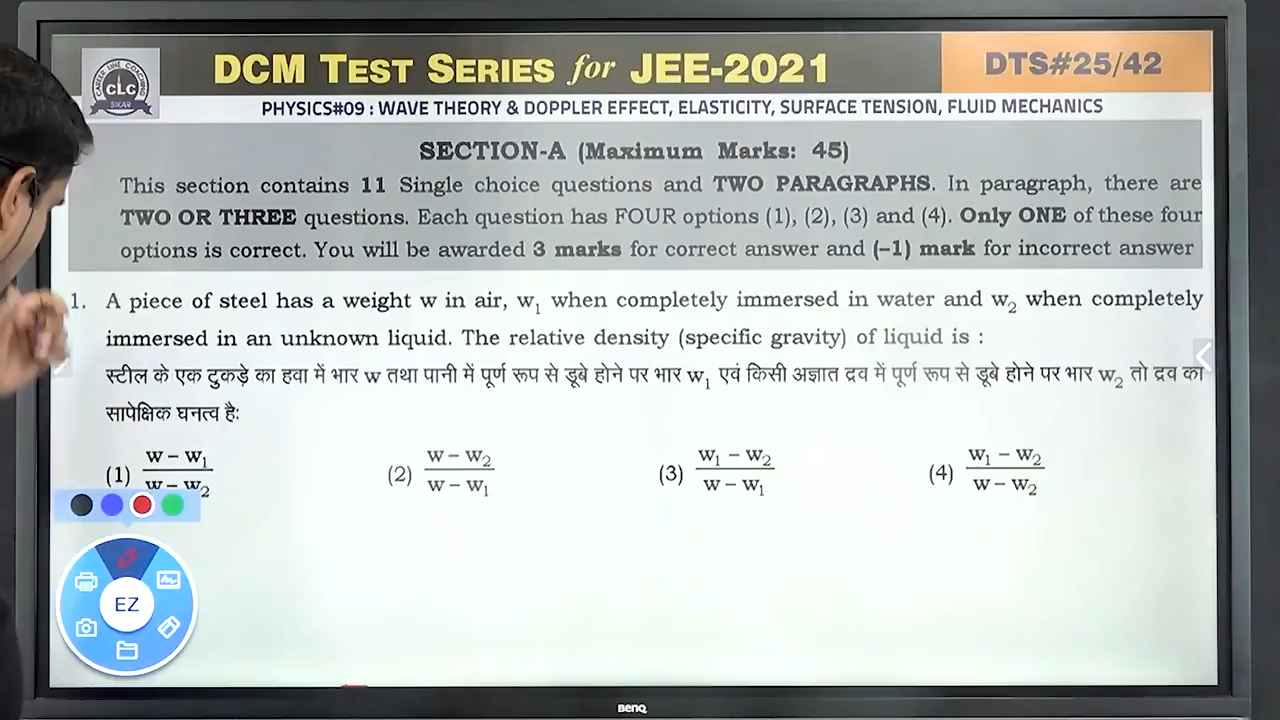 DCM TEST SERIES for JEE-2021
DTS#25/42
CAREER LINE COACHING
CLC
SIKAR
PHYSICS#09 : WAVE THEORY & DOPPLER EFFECT, ELASTICITY, SURFACE TENSION, FLUID MECHANICS
SECTION-A (Maximum Marks: 45)
This section contains 11 Single choice questions and TWO PARAGRAPHS. In paragraph, there are
TWO OR THREE questions. Each question has FOUR options (1), (2), (3) and (4). Only ONE of these four
options is correct. You will be awarded 3 marks for correct answer and (–1) mark for incorrect answer
1. A piece of steel has a weight w in air, w₁ when completely immersed in water and w₂ when completely
immersed in an unknown liquid. The relative density (specific gravity) of liquid is :
स्टील के एक टुकड़े का हवा में भार w तथा पानी में पूर्ण रूप से डूबे होने पर भार w₁ एवं किसी अज्ञात द्रव में पूर्ण रूप से डूबे होने पर भार w₂ तो द्रव का
सापेक्षिक घनत्व है:
(1) (w – w₁)/(w – w₂) (2) (w – w₂)/(w – w₁) (3) (w₁ – w₂)/(w – w₁) (4) (w₁ – w₂)/(w – w₂)
EZ
BenQ